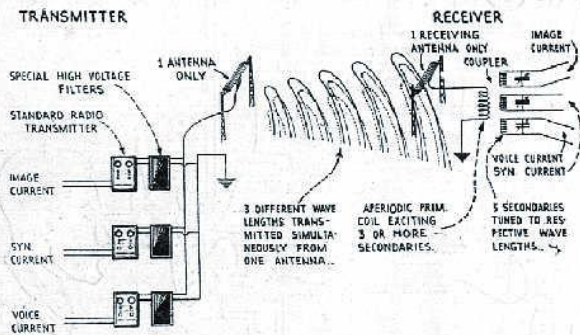 TRANSMITTER
RECEIVER
1 ANTENNA
ONLY
SPECIAL HIGH VOLTAGE
FILTERS
STANDARD RADIO
TRANSMITTER
IMAGE
CURRENT
SYN
CURRENT
VOICE
CURRENT
3 DIFFERENT WAVE
LENGTHS TRANS-
MITTED SIMULTA-
NEOUSLY FROM
ONE ANTENNA..
1 RECEIVING
ANTENNA ONLY
COUPLER
IMAGE
CURRENT
APERIODIC PRIM.
COIL EXCITING
3 OR MORE
SECONDARIES.
VOICE CURRENT
SYN CURRENT
3 SECONDARIES
TUNED TO RES-
PECTIVE WAVE
LENGTHS..